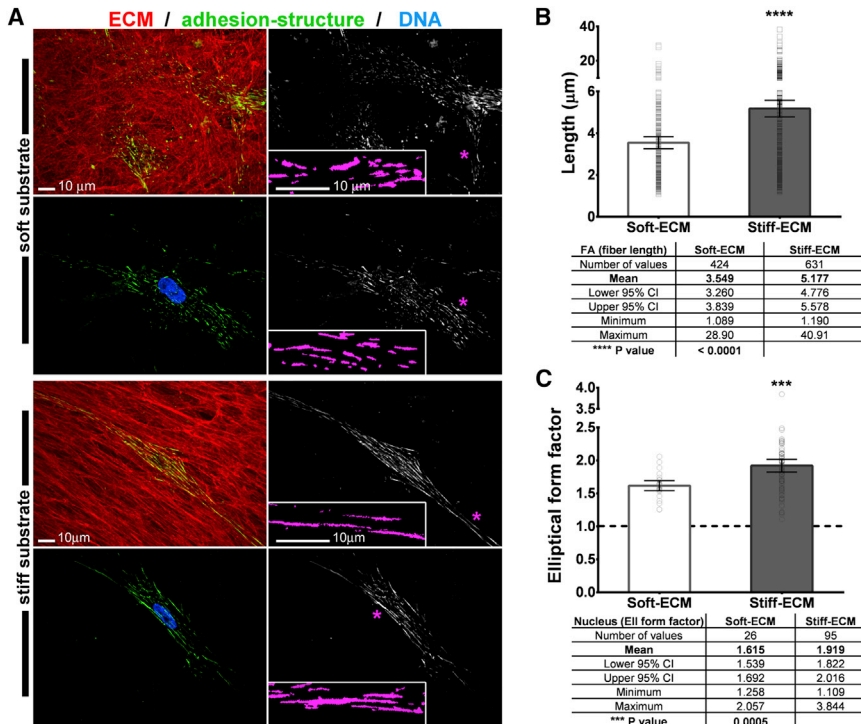 A
ECM / adhesion-structure / DNA
soft substrate
10 μm
10 μm
*
*
stiff substrate
10μm
10μm
*
*
B
****
Length (μm)
40
20
6
4
2
0
Soft-ECM Stiff-ECM
FA (fiber length) Soft-ECM Stiff-ECM
Number of values 424 631
Mean 3.549 5.177
Lower 95% CI 3.260 4.776
Upper 95% CI 3.839 5.578
Minimum 1.089 1.190
Maximum 28.90 40.91
**** P value < 0.0001
C
***
Elliptical form factor
4.0
3.5
2.5
2.0
1.5
1.0
0.5
0.0
Soft-ECM Stiff-ECM
Nucleus (Ell form factor) Soft-ECM Stiff-ECM
Number of values 26 95
Mean 1.615 1.919
Lower 95% CI 1.539 1.822
Upper 95% CI 1.692 2.016
Minimum 1.258 1.109
Maximum 2.057 3.844
*** P value 0.0005